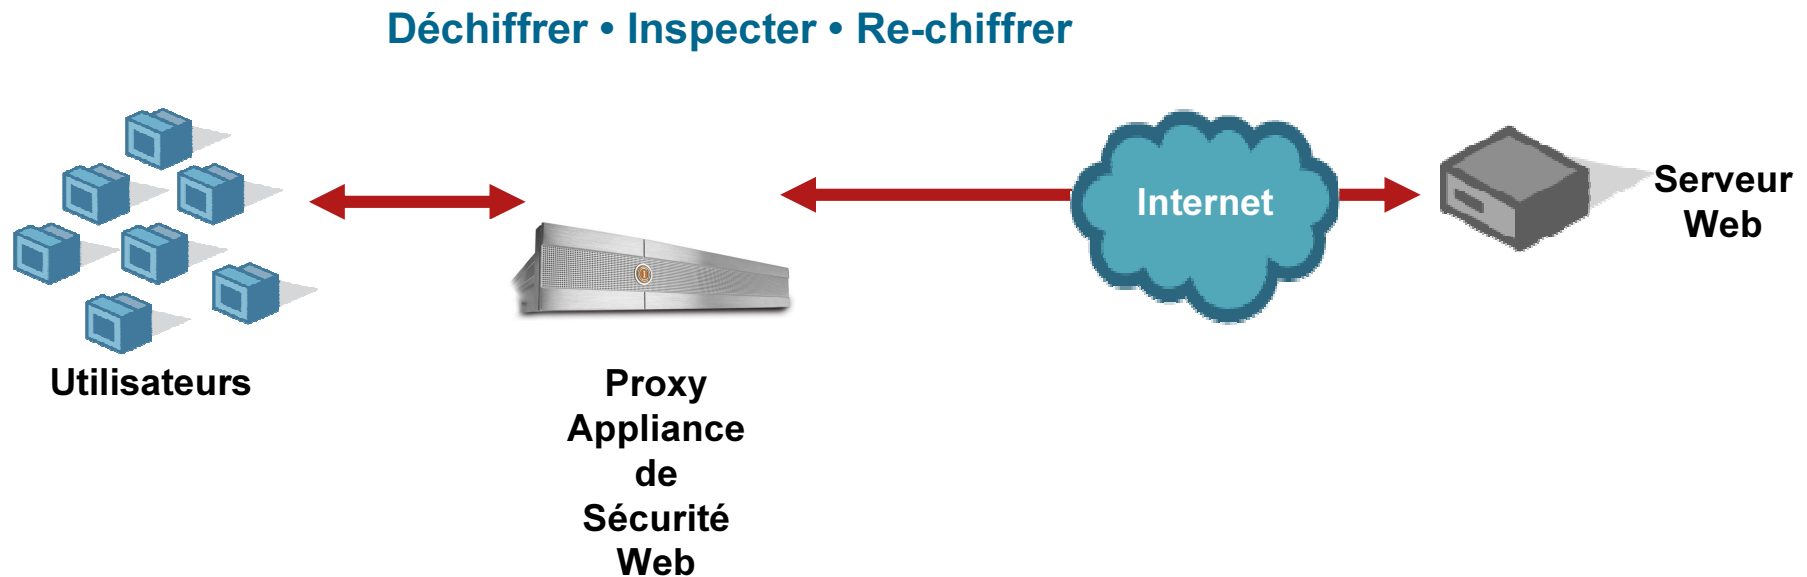 Déchiffrer • Inspecter • Re-chiffrer
Utilisateurs
Proxy
Appliance
de
Sécurité
Web
Internet
Serveur
Web